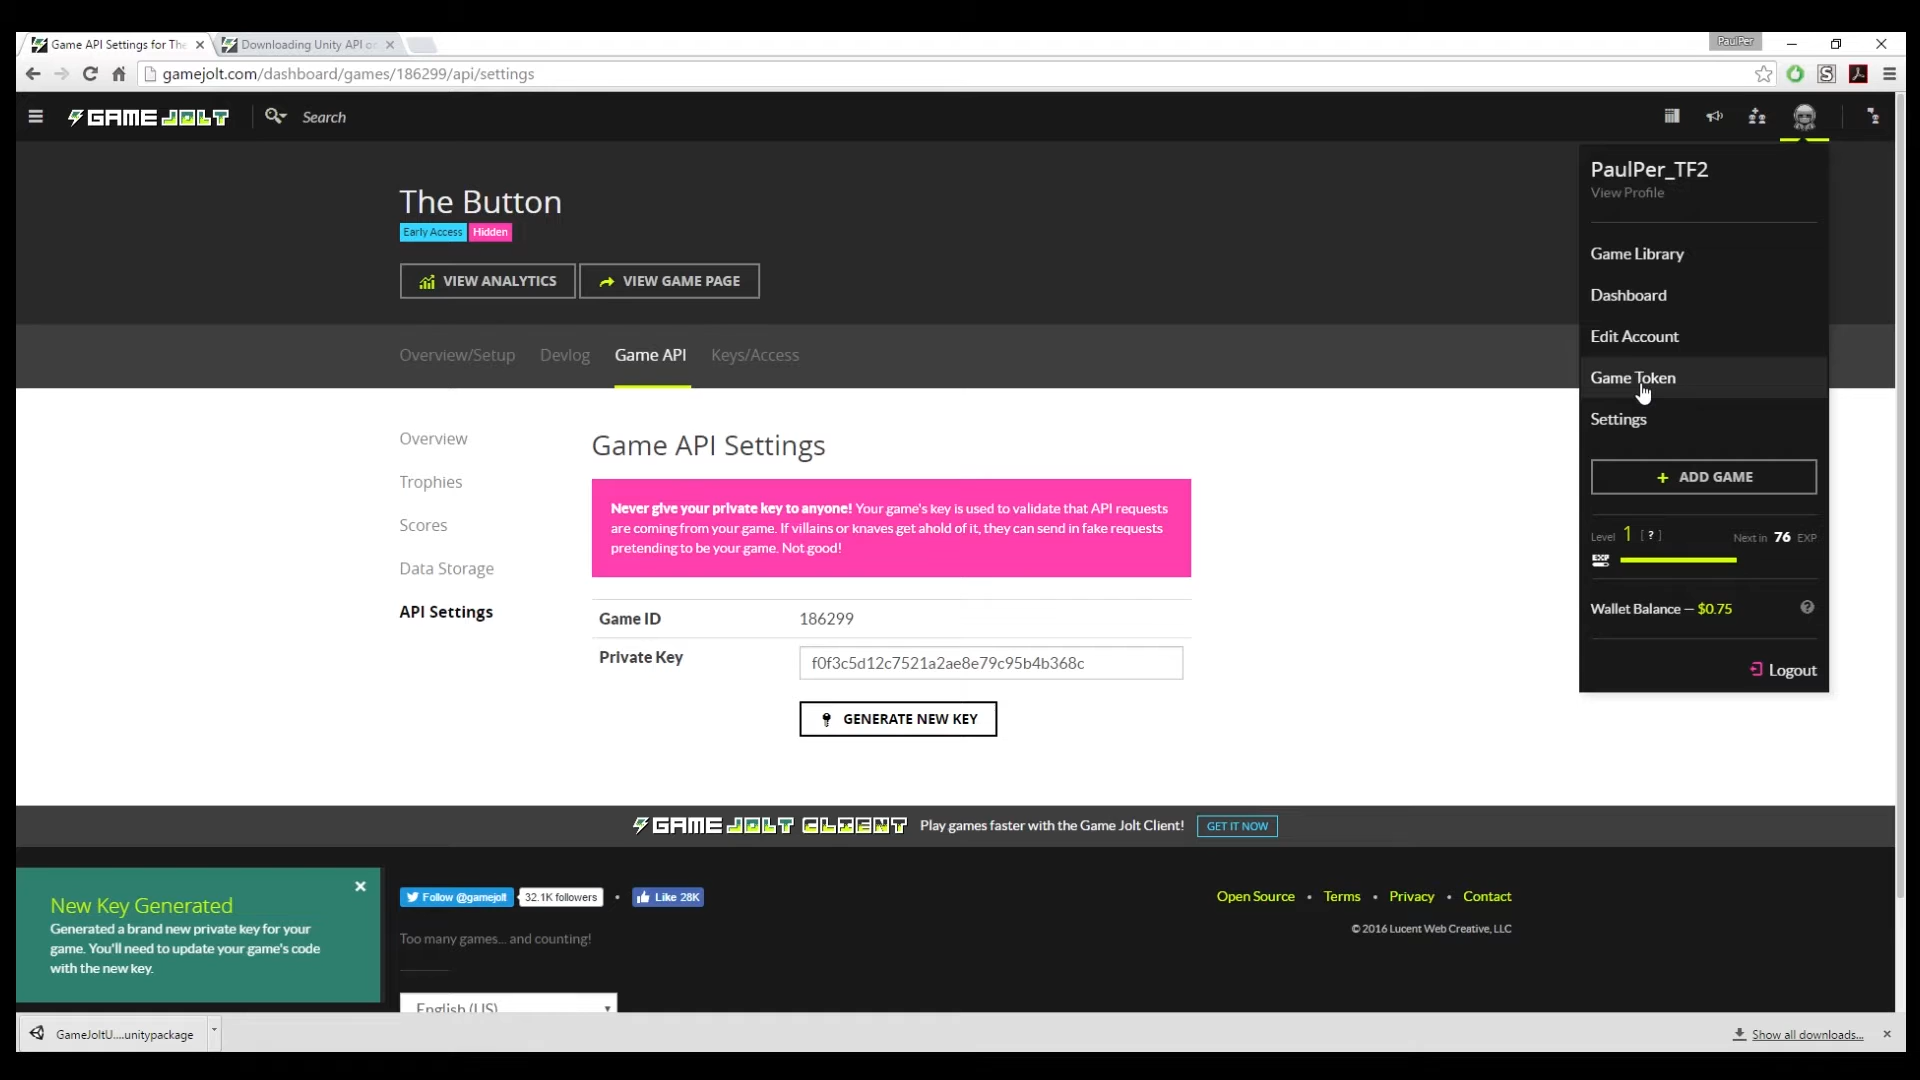 Game API Settings for The
Downloading Unity API o
PaulPer
gamejolt.com/dashboard/games/186299/api/settings
GAME JOLT
Search
PaulPer_TF2
View Profile
Game Library
Dashboard
Edit Account
Game Token
Settings
+ ADD GAME
Level 1 [ ? ] Next in 76 EXP
EXP
Wallet Balance — $0.75
Logout
The Button
Early Access Hidden
VIEW ANALYTICS
VIEW GAME PAGE
Overview/Setup Devlog Game API Keys/Access
Overview
Trophies
Scores
Data Storage
API Settings
Game API Settings
Never give your private key to anyone! Your game's key is used to validate that API requests
are coming from your game. If villains or knaves get ahold of it, they can send in fake requests
pretending to be your game. Not good!
Game ID 186299
Private Key f0f3c5d12c7521a2ae8e79c95b4b368c
GENERATE NEW KEY
GAME JOLT CLIENT Play games faster with the Game Jolt Client! GET IT NOW
New Key Generated
Generated a brand new private key for your
game. You'll need to update your game's code
with the new key.
Follow @gamejolt 32.1K followers • Like 28K
Too many games... and counting!
English (US)
Open Source • Terms • Privacy • Contact
© 2016 Lucent Web Creative, LLC
GameJoltU....unitypackage
Show all downloads...